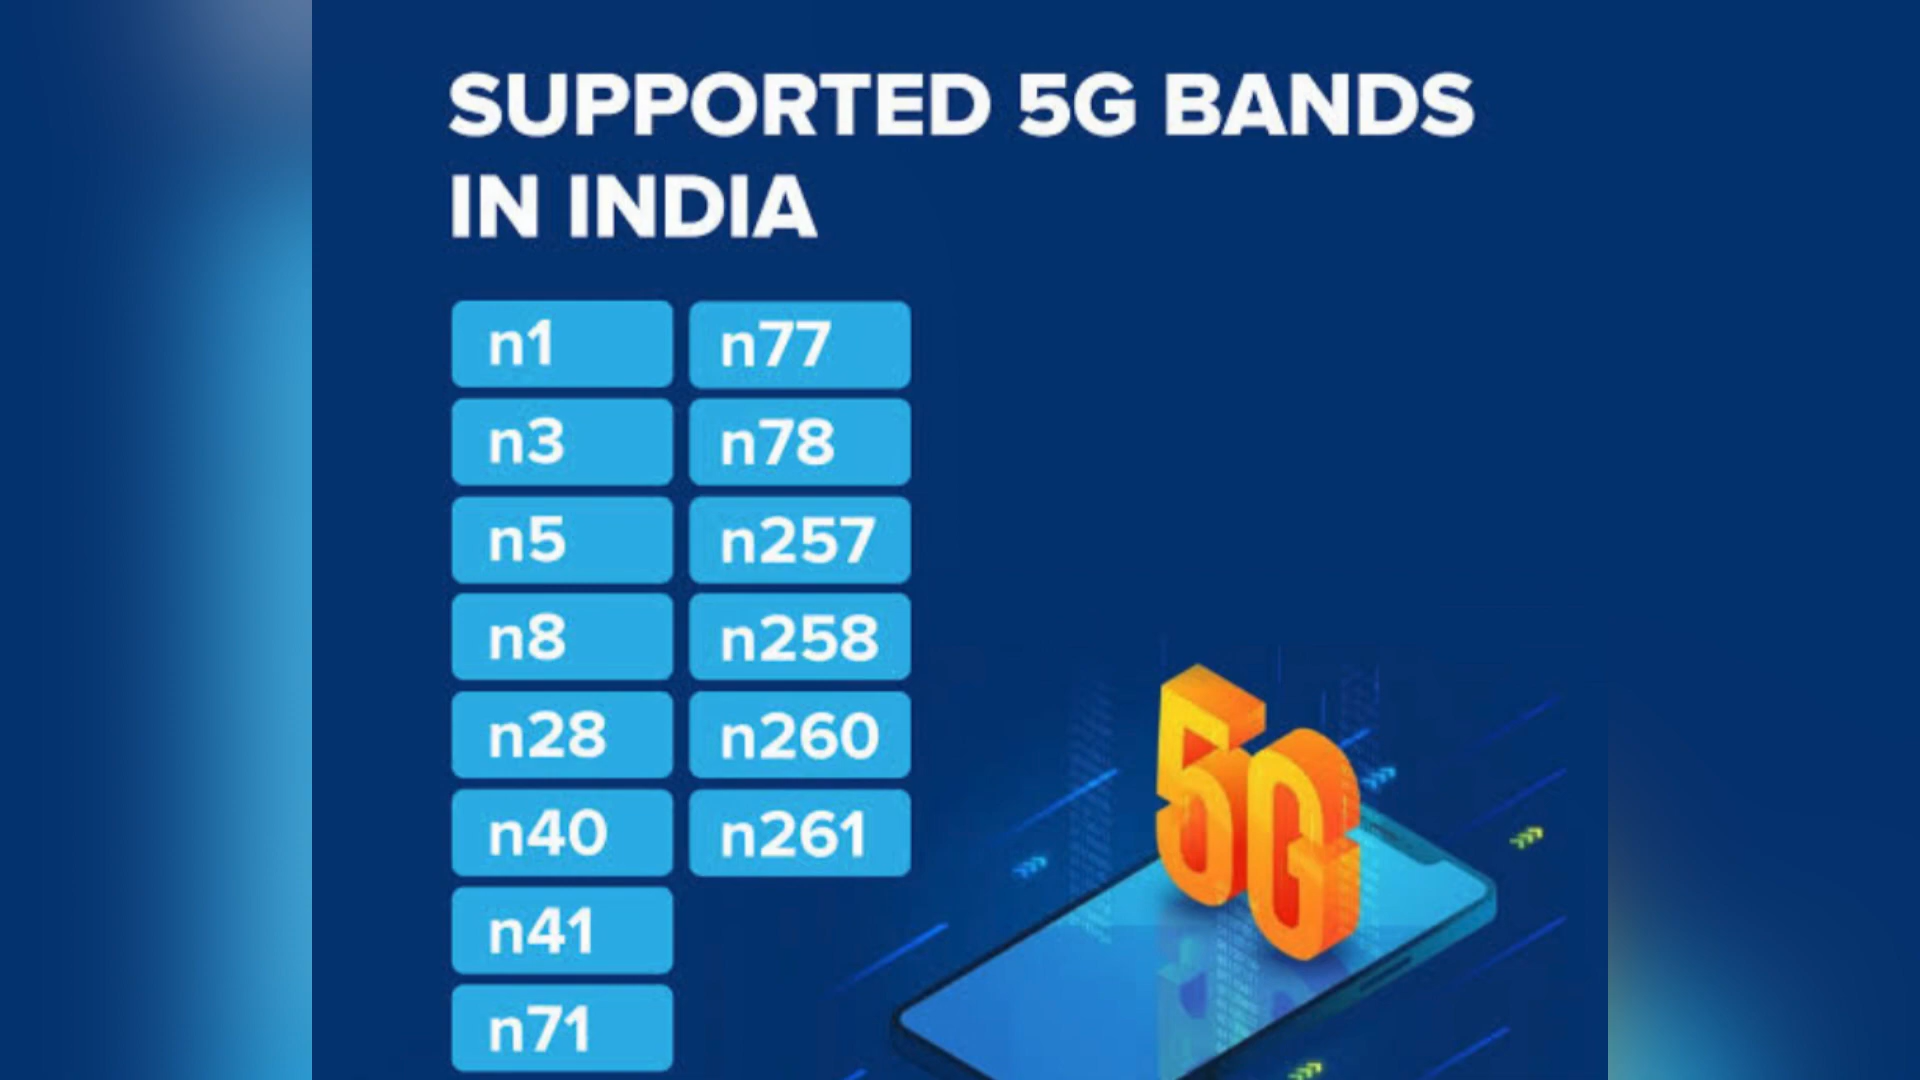 SUPPORTED 5G BANDS
IN INDIA
n1
n3
n5
n8
n28
n40
n41
n71
n77
n78
n257
n258
n260
n261
5G